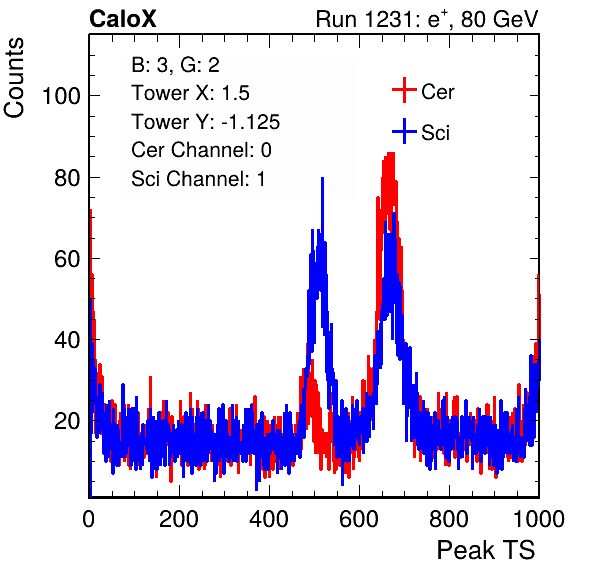 CaloX Run 1231: e+, 80 GeV
Counts
B: 3, G: 2
Tower X: 1.5
Tower Y: -1.125
Cer Channel: 0
Sci Channel: 1
Cer
Sci
100
80
60
40
20
0 200 400 600 800 1000
Peak TS